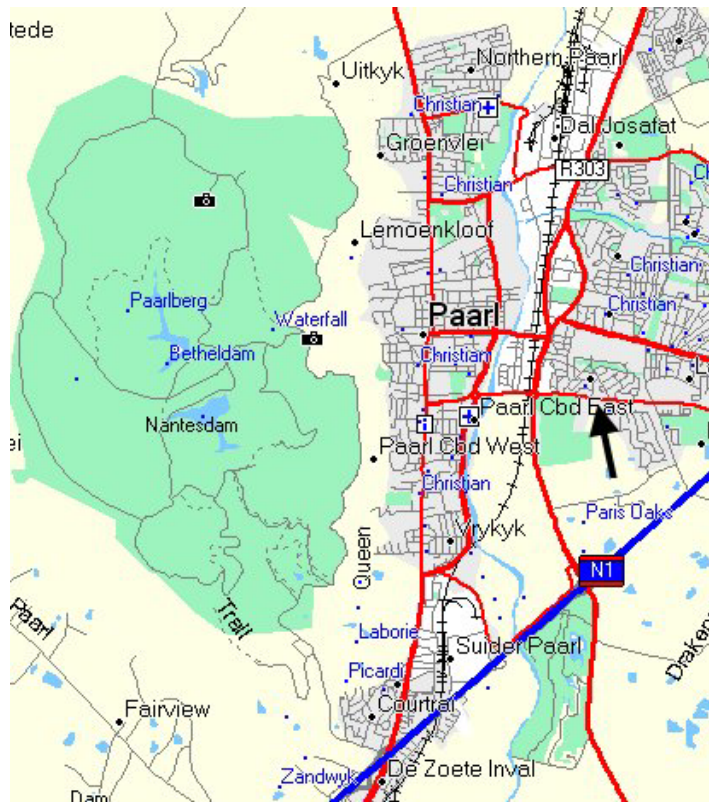 tede
Uitkyk
Northern Paarl
Christian
Dal Josafat
Groenvlei
R303
Christian
Lemoenkloof
Christian
Paarlberg
Waterfall
Paarl
Christian
Betheldam
Christian
Nantesdam
Paarl Cbd East
ei
Paarl Cbd West
Christian
Paris Oaks
Vrykyk
Queen
N1
Paarl
Trail
Laborie
Suider Paarl
Picardi
Fairview
Courtrai
Zandwyk
De Zoete Inval
Dam